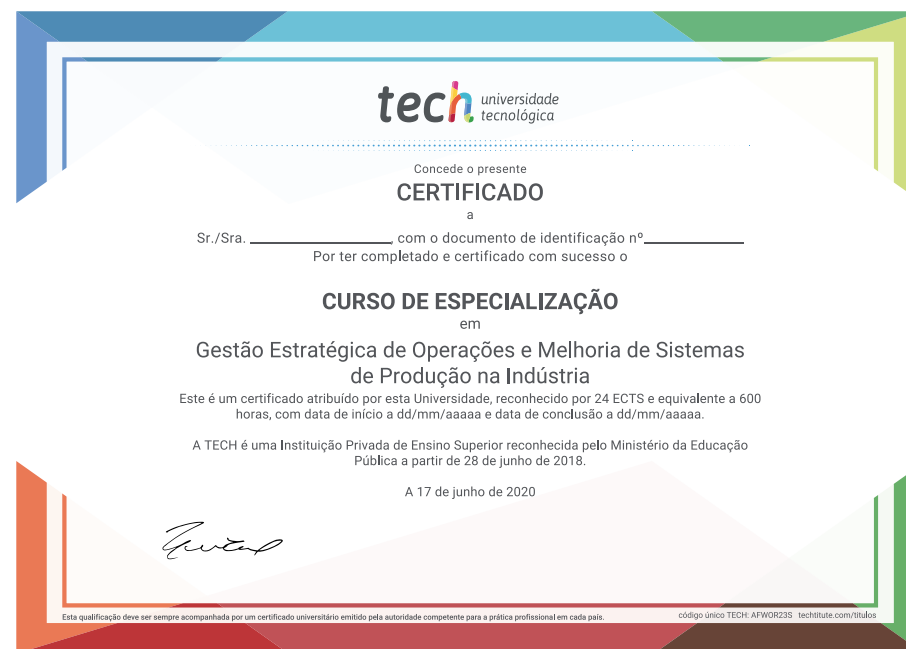 tech universidade
tecnológica
Concede o presente
CERTIFICADO
a
Sr./Sra. ________________, com o documento de identificação nº____________
Por ter completado e certificado com sucesso o
CURSO DE ESPECIALIZAÇÃO
em
Gestão Estratégica de Operações e Melhoria de Sistemas
de Produção na Indústria
Este é um certificado atribuído por esta Universidade, reconhecido por 24 ECTS e equivalente a 600
horas, com data de início a dd/mm/aaaaa e data de conclusão a dd/mm/aaaaa.
A TECH é uma Instituição Privada de Ensino Superior reconhecida pelo Ministério da Educação
Pública a partir de 28 de junho de 2018.
A 17 de junho de 2020
Esta qualificação deve ser sempre acompanhada por um certificado universitário emitido pela autoridade competente para a prática profissional em cada país.
código único TECH: AFWOR23S techtitute.com/titulos